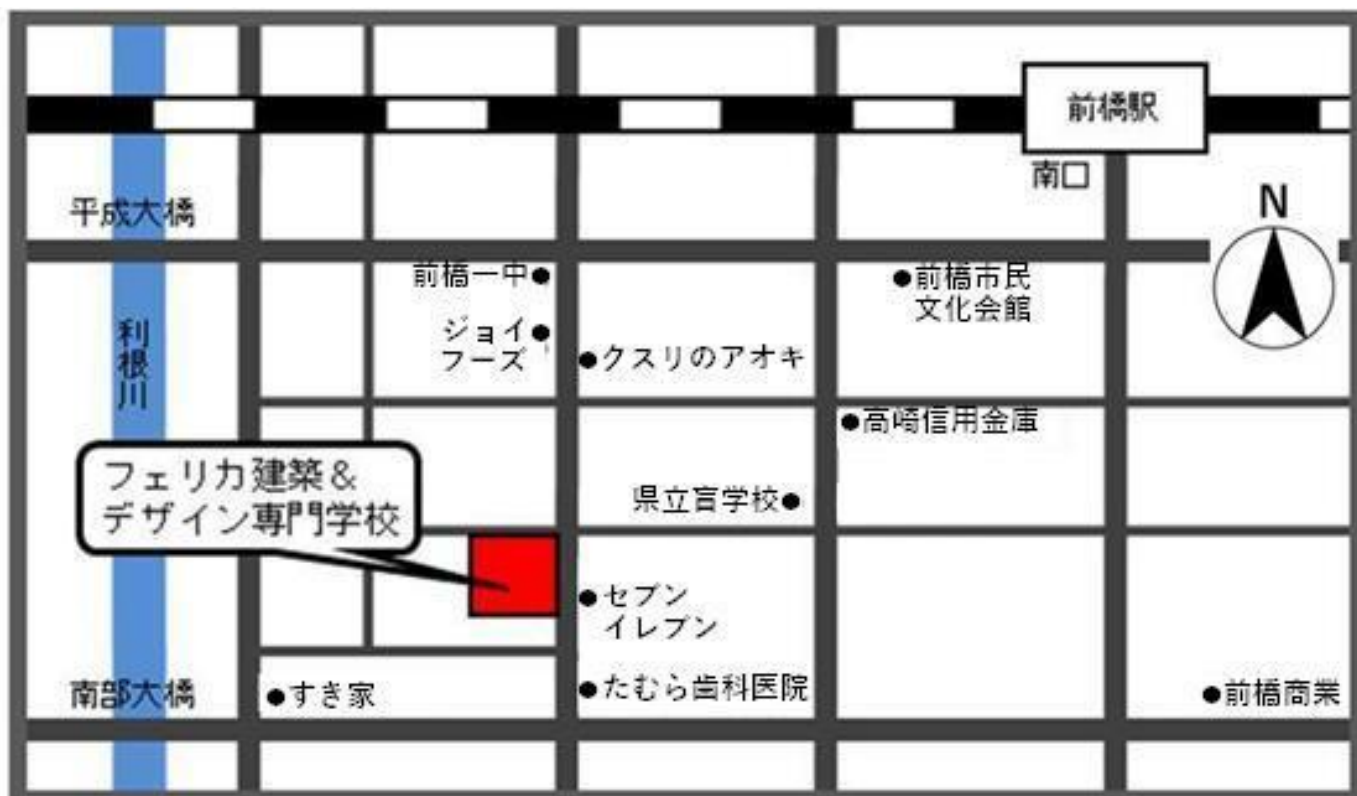 前橋駅
南口
N
平成大橋
前橋一中
前橋市民
文化会館
ジョイ
フーズ
クスリのアオキ
利根川
高崎信用金庫
フェリカ建築&
デザイン専門学校
県立盲学校
セブン
イレブン
南部大橋
すき家
たむら歯科医院
前橋商業